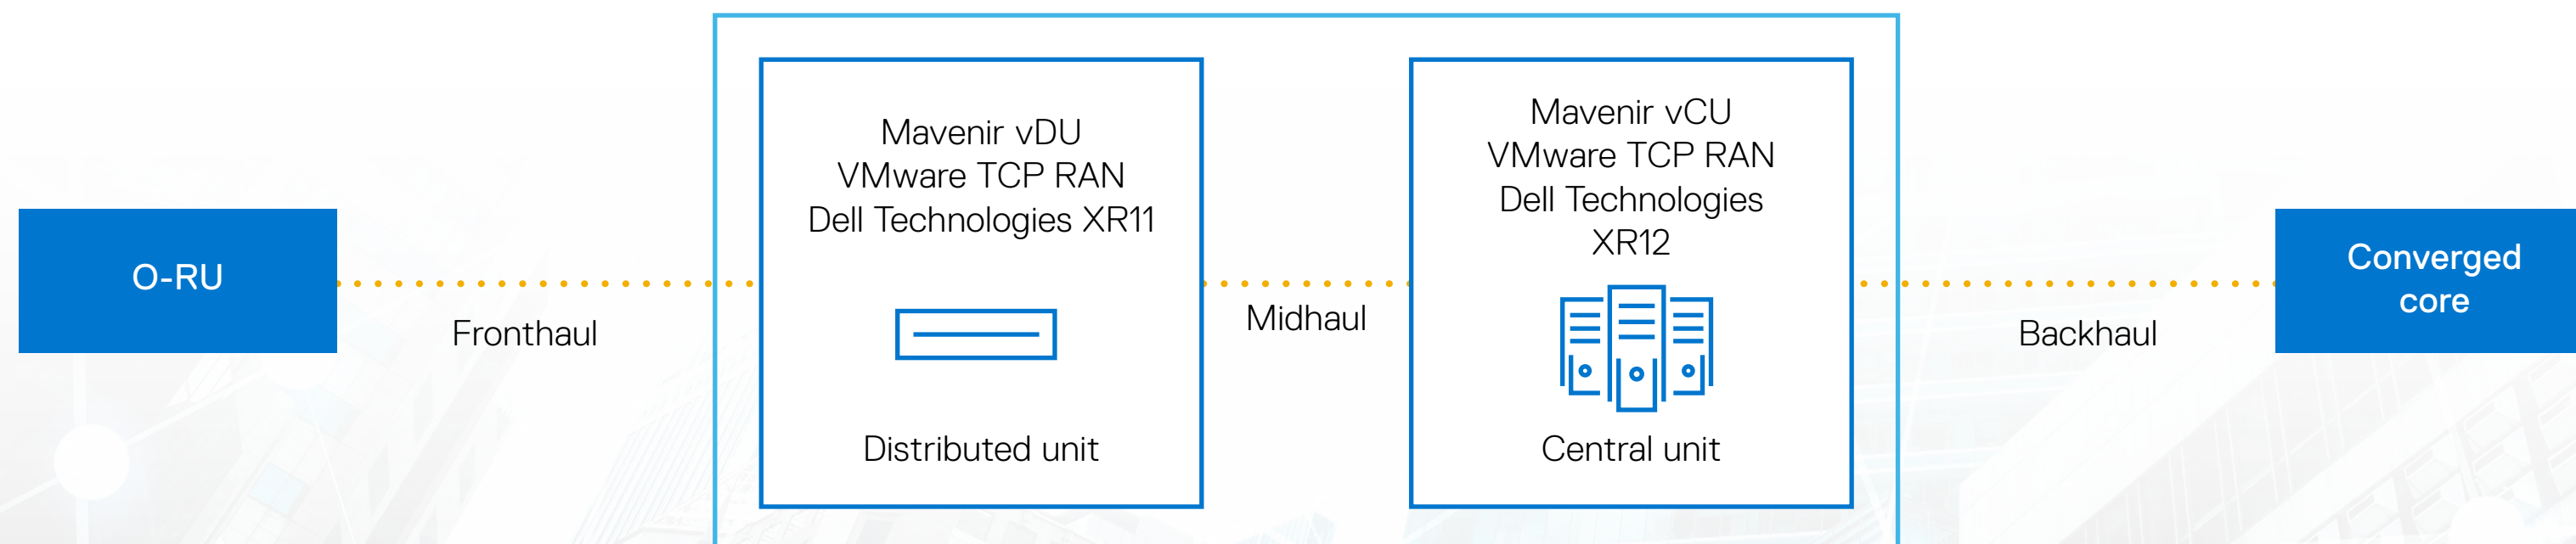 O-RU
Fronthaul
Mavenir vDU
VMware TCP RAN
Dell Technologies XR11
Distributed unit
Midhaul
Mavenir vCU
VMware TCP RAN
Dell Technologies
XR12
Central unit
Backhaul
Converged
core